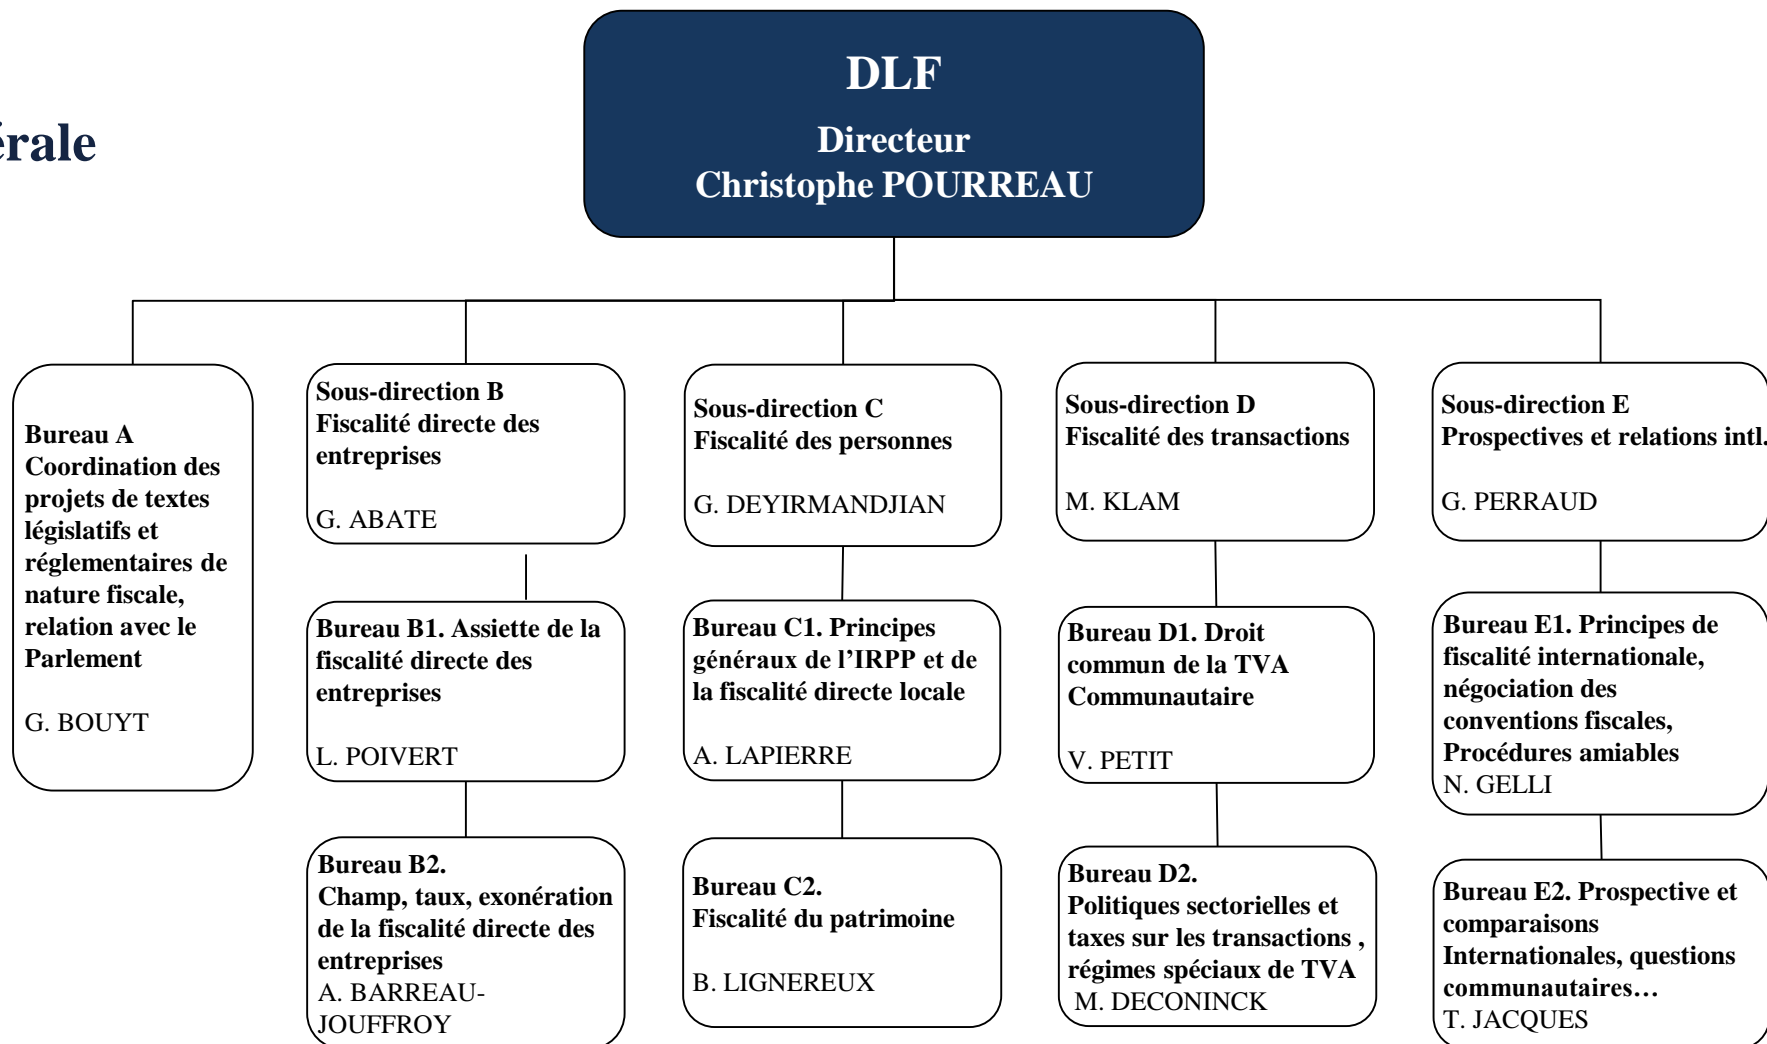 érale
DLF
Directeur
Christophe POURREAU
Bureau A
Coordination des
projets de textes
législatifs et
réglementaires de
nature fiscale,
relation avec le
Parlement
G. BOUYT
Sous-direction B
Fiscalité directe des
entreprises
G. ABATE
Bureau B1. Assiette de la
fiscalité directe des
entreprises
L. POIVERT
Bureau B2.
Champ, taux, exonération
de la fiscalité directe des
entreprises
A. BARREAU-
JOUFFROY
Sous-direction C
Fiscalité des personnes
G. DEYIRMANDJIAN
Bureau C1. Principes
généraux de l’IRPP et de
la fiscalité directe locale
A. LAPIERRE
Bureau C2.
Fiscalité du patrimoine
B. LIGNEREUX
Sous-direction D
Fiscalité des transactions
M. KLAM
Bureau D1. Droit
commun de la TVA
Communautaire
V. PETIT
Bureau D2.
Politiques sectorielles et
taxes sur les transactions ,
régimes spéciaux de TVA
M. DECONINCK
Sous-direction E
Prospectives et relations intl.
G. PERRAUD
Bureau E1. Principes de
fiscalité internationale,
négociation des
conventions fiscales,
Procédures amiables
N. GELLI
Bureau E2. Prospective et
comparaisons
Internationales, questions
communautaires…
T. JACQUES